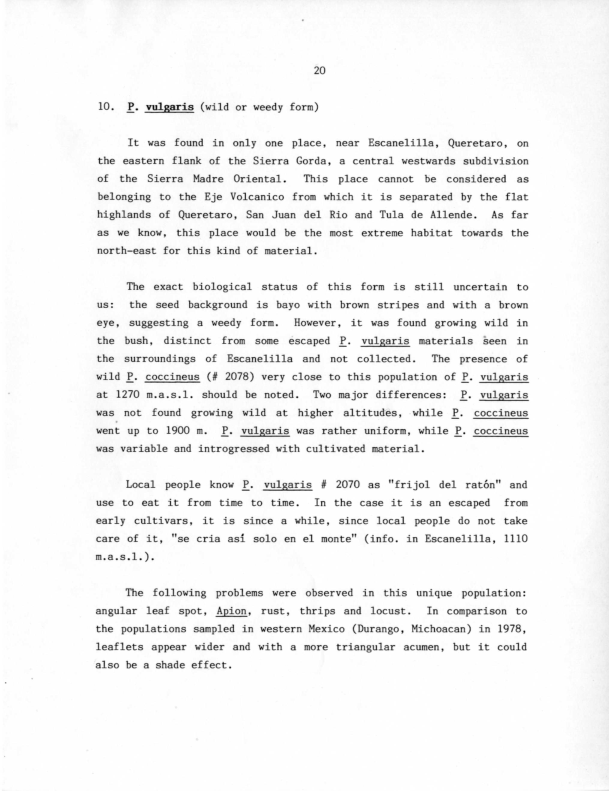 20
10. P. vulgaris (wild or weedy form)
It was found in only one place, near Escanelilla, Queretaro, on
the eastern flank of the Sierra Gorda, a central westwards subdivision
of the Sierra Madre Oriental. This place cannot be considered as
belonging to the Eje Volcanico from which it is separated by the flat
highlands of Queretaro, San Juan del Rio and Tula de Allende. As far
as we know, this place would be the most extreme habitat towards the
north-east for this kind of material.
The exact biological status of this form is still uncertain to
us: the seed background is bayo with brown stripes and with a brown
eye, suggesting a weedy form. However, it was found growing wild in
the bush, distinct from some escaped P. vulgaris materials seen in
the surroundings of Escanelilla and not collected. The presence of
wild P. coccineus (# 2078) very close to this population of P. vulgaris
at 1270 m.a.s.l. should be noted. Two major differences: P. vulgaris
was not found growing wild at higher altitudes, while P. coccineus
went up to 1900 m. P. vulgaris was rather uniform, while P. coccineus
was variable and introgressed with cultivated material.
Local people know P. vulgaris # 2070 as "frijol del ratón" and
use to eat it from time to time. In the case it is an escaped from
early cultivars, it is since a while, since local people do not take
care of it, "se cria así solo en el monte" (info. in Escanelilla, 1110
m.a.s.l.).
The following problems were observed in this unique population:
angular leaf spot, Apion, rust, thrips and locust. In comparison to
the populations sampled in western Mexico (Durango, Michoacan) in 1978,
leaflets appear wider and with a more triangular acumen, but it could
also be a shade effect.